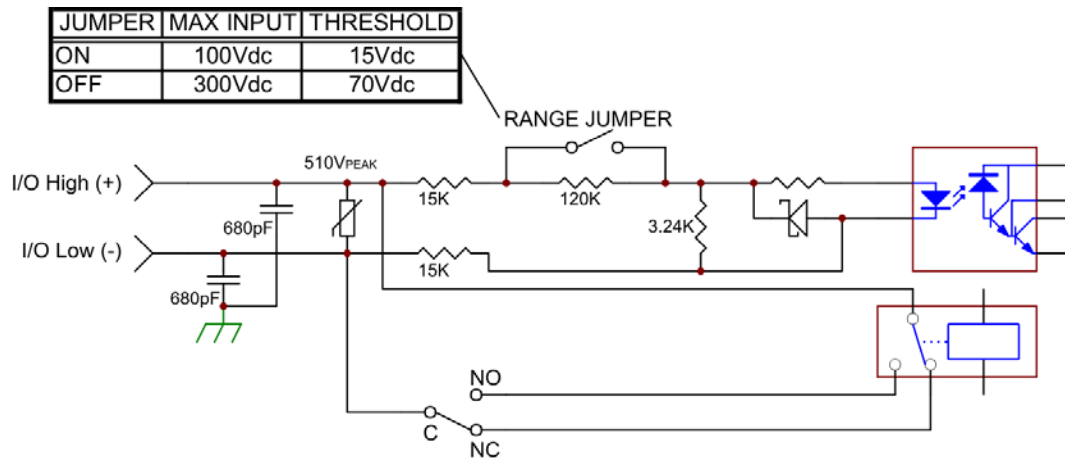 JUMPER MAX INPUT THRESHOLD
ON 100Vdc 15Vdc
OFF 300Vdc 70Vdc
RANGE JUMPER
510VPEAK
I/O High (+)
15K
120K
680pF
3.24K
I/O Low (-)
15K
680pF
NO
C
NC